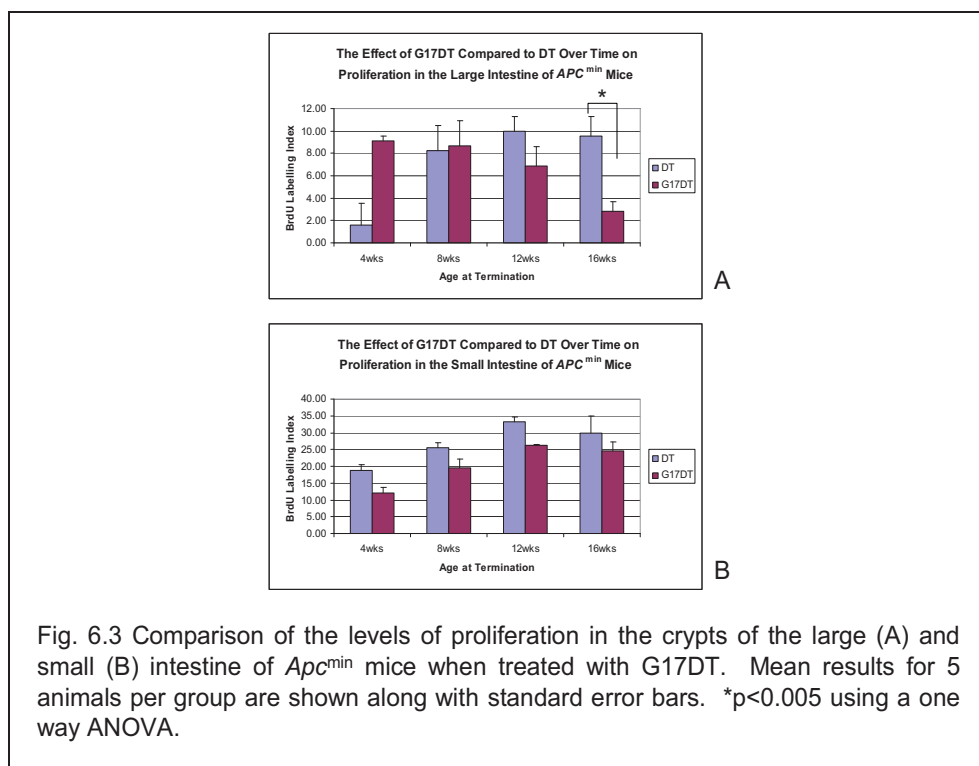 The Effect of G17DT Compared to DT Over Time on
Proliferation in the Large Intestine of APC min Mice
*
12.00
10.00
8.00
6.00
4.00
2.00
0.00
BrdU Labelling Index
4wks 8wks 12wks 16wks
Age at Termination
DT
G17DT
A
The Effect of G17DT Compared to DT Over Time on
Proliferation in the Small Intestine of APC min Mice
40.00
35.00
30.00
25.00
20.00
15.00
10.00
5.00
0.00
BrdU Labelling Index
4wks 8wks 12wks 16wks
Age at Termination
DT
G17DT
B
Fig. 6.3 Comparison of the levels of proliferation in the crypts of the large (A) and
small (B) intestine of Apcmin mice when treated with G17DT. Mean results for 5
animals per group are shown along with standard error bars. *p<0.005 using a one
way ANOVA.